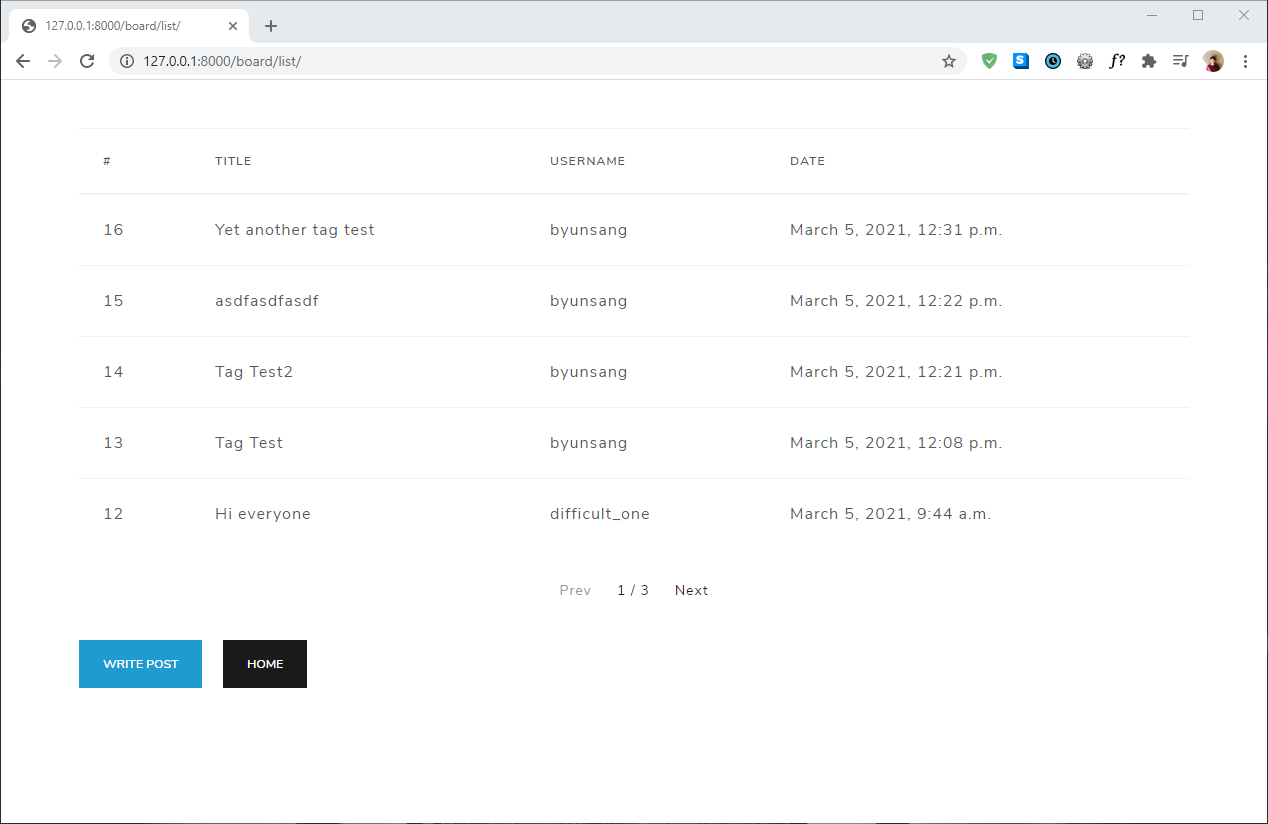 127.0.0.1:8000/board/list/
127.0.0.1:8000/board/list/
S
f?
# TITLE USERNAME DATE
16 Yet another tag test byunsang March 5, 2021, 12:31 p.m.
15 asdfasdfasdf byunsang March 5, 2021, 12:22 p.m.
14 Tag Test2 byunsang March 5, 2021, 12:21 p.m.
13 Tag Test byunsang March 5, 2021, 12:08 p.m.
12 Hi everyone difficult_one March 5, 2021, 9:44 a.m.
Prev 1 / 3 Next
WRITE POST HOME